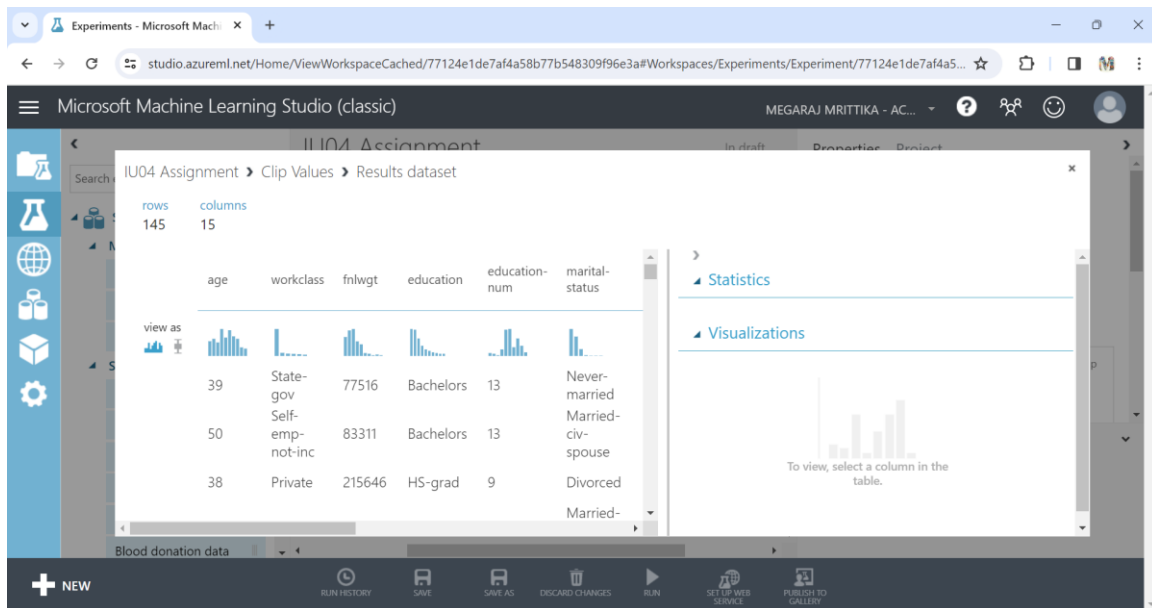 Experiments - Microsoft Mach
studio.azureml.net/Home/ViewWorkspaceCached/77124e1de7af4a58b77b548309f96e3a#Workspaces/Experiments/Experiment/77124e1de7af4a5...
Microsoft Machine Learning Studio (classic)
MEGARAJ MRITTIKA - AC...
IU04 Assignment
In draft
Properties Project
Search
IU04 Assignment > Clip Values > Results dataset
rows columns
145 15
age workclass fnlwgt education education-num marital-status
view as
39 State-gov 77516 Bachelors 13 Never-married
50 Self-emp-not-inc 83311 Bachelors 13 Married-civ-spouse
38 Private 215646 HS-grad 9 Divorced
Married-
Statistics
Visualizations
To view, select a column in the
table.
Blood donation data
NEW
RUN HISTORY
SAVE
SAVE AS
DISCARD CHANGES
RUN
SET UP WEB
SERVICE
PUBLISH TO
GALLERY